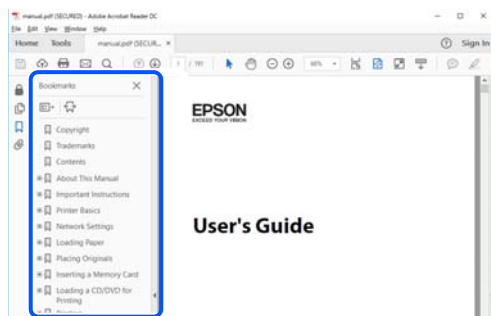 manual.pdf (SECURED) - Adobe Acrobat Reader DC
File Edit View Window Help
Home Tools manual.pdf (SECUR... × Sign In
1 / 191
Bookmarks
Copyright
Trademarks
Contents
About This Manual
Important Instructions
Printer Basics
Network Settings
Loading Paper
Placing Originals
Inserting a Memory Card
Loading a CD/DVD for
Printing
EPSON
EXCEED YOUR VISION
User's Guide